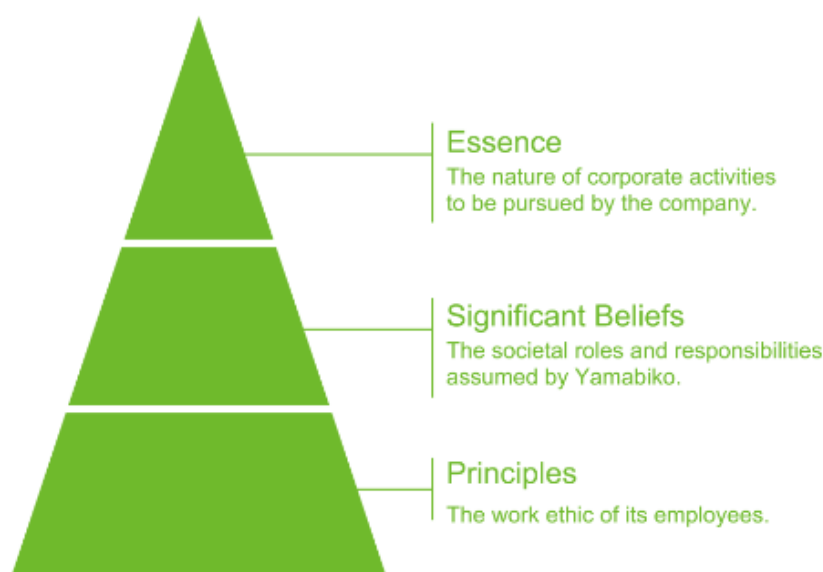 Essence
The nature of corporate activities
to be pursued by the company.
Significant Beliefs
The societal roles and responsibilities
assumed by Yamabiko.
Principles
The work ethic of its employees.